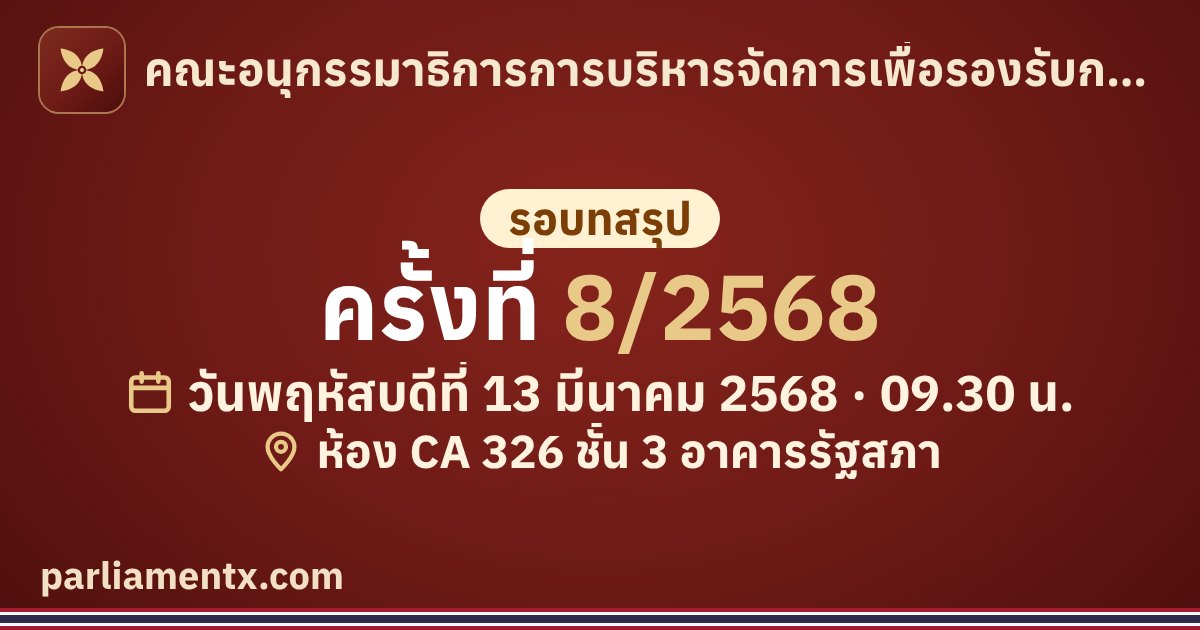 คณะอนุกรรมาธิการการบริหารจัดการเพื่อรองรับก...
รอบทสรุป
ครั้งที่ 8/2568
วันพฤหัสบดีที่ 13 มีนาคม 2568 · 09.30 น.
ห้อง CA 326 ชั้น 3 อาคารรัฐสภา
parliamentx.com